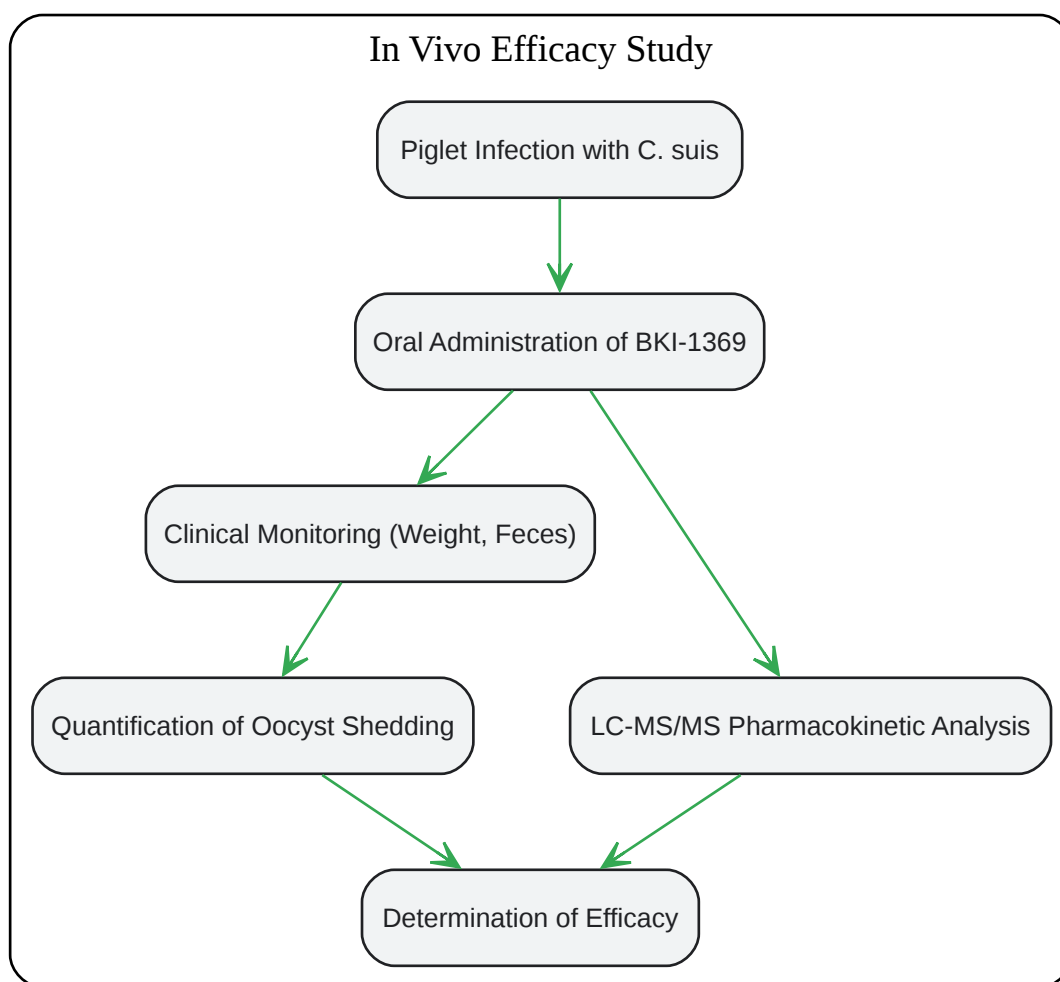 In Vivo Efficacy Study
Piglet Infection with C. suis
Oral Administration of BKI-1369
Clinical Monitoring (Weight, Feces)
Quantification of Oocyst Shedding
LC-MS/MS Pharmacokinetic Analysis
Determination of Efficacy